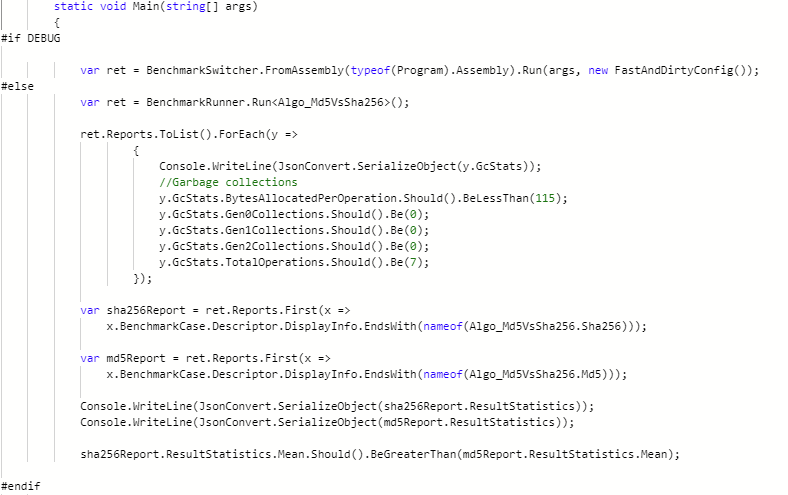 static void Main(string[] args)
{
#if DEBUG
var ret = BenchmarkSwitcher.FromAssembly(typeof(Program).Assembly).Run(args, new FastAndDirtyConfig());
#else
var ret = BenchmarkRunner.Run<Algo_Md5VsSha256>();
ret.Reports.ToList().ForEach(y =>
{
Console.WriteLine(JsonConvert.SerializeObject(y.GcStats));
//Garbage collections
y.GcStats.BytesAllocatedPerOperation.Should().BeLessThan(115);
y.GcStats.Gen0Collections.Should().Be(0);
y.GcStats.Gen1Collections.Should().Be(0);
y.GcStats.Gen2Collections.Should().Be(0);
y.GcStats.TotalOperations.Should().Be(7);
});
var sha256Report = ret.Reports.First(x =>
x.BenchmarkCase.Descriptor.DisplayInfo.EndsWith(nameof(Algo_Md5VsSha256.Sha256)));
var md5Report = ret.Reports.First(x =>
x.BenchmarkCase.Descriptor.DisplayInfo.EndsWith(nameof(Algo_Md5VsSha256.Md5)));
Console.WriteLine(JsonConvert.SerializeObject(sha256Report.ResultStatistics));
Console.WriteLine(JsonConvert.SerializeObject(md5Report.ResultStatistics));
sha256Report.ResultStatistics.Mean.Should().BeGreaterThan(md5Report.ResultStatistics.Mean);
#endif